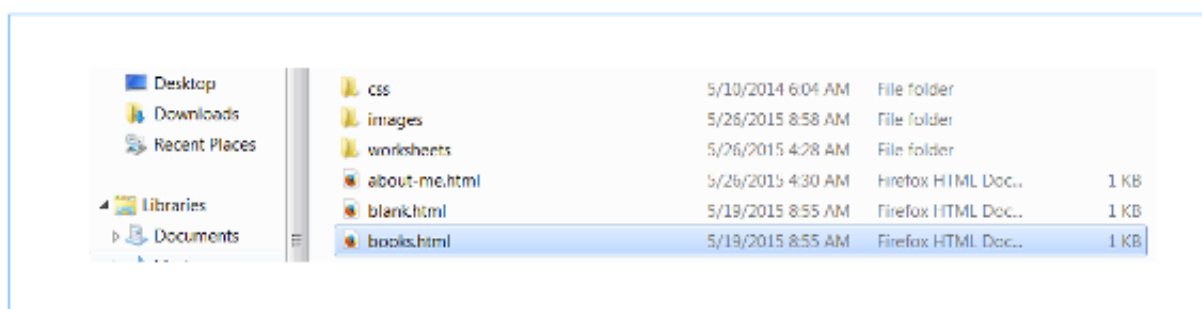 Desktop
Downloads
Recent Places
Libraries
Documents
css 5/10/2014 6:04 AM File folder
images 5/26/2015 8:58 AM File folder
worksheets 5/26/2015 4:28 AM File folder
about-me.html 5/26/2015 4:30 AM Firefox HTML Doc... 1 KB
blank.html 5/19/2015 8:55 AM Firefox HTML Doc... 1 KB
books.html 5/19/2015 8:55 AM Firefox HTML Doc... 1 KB